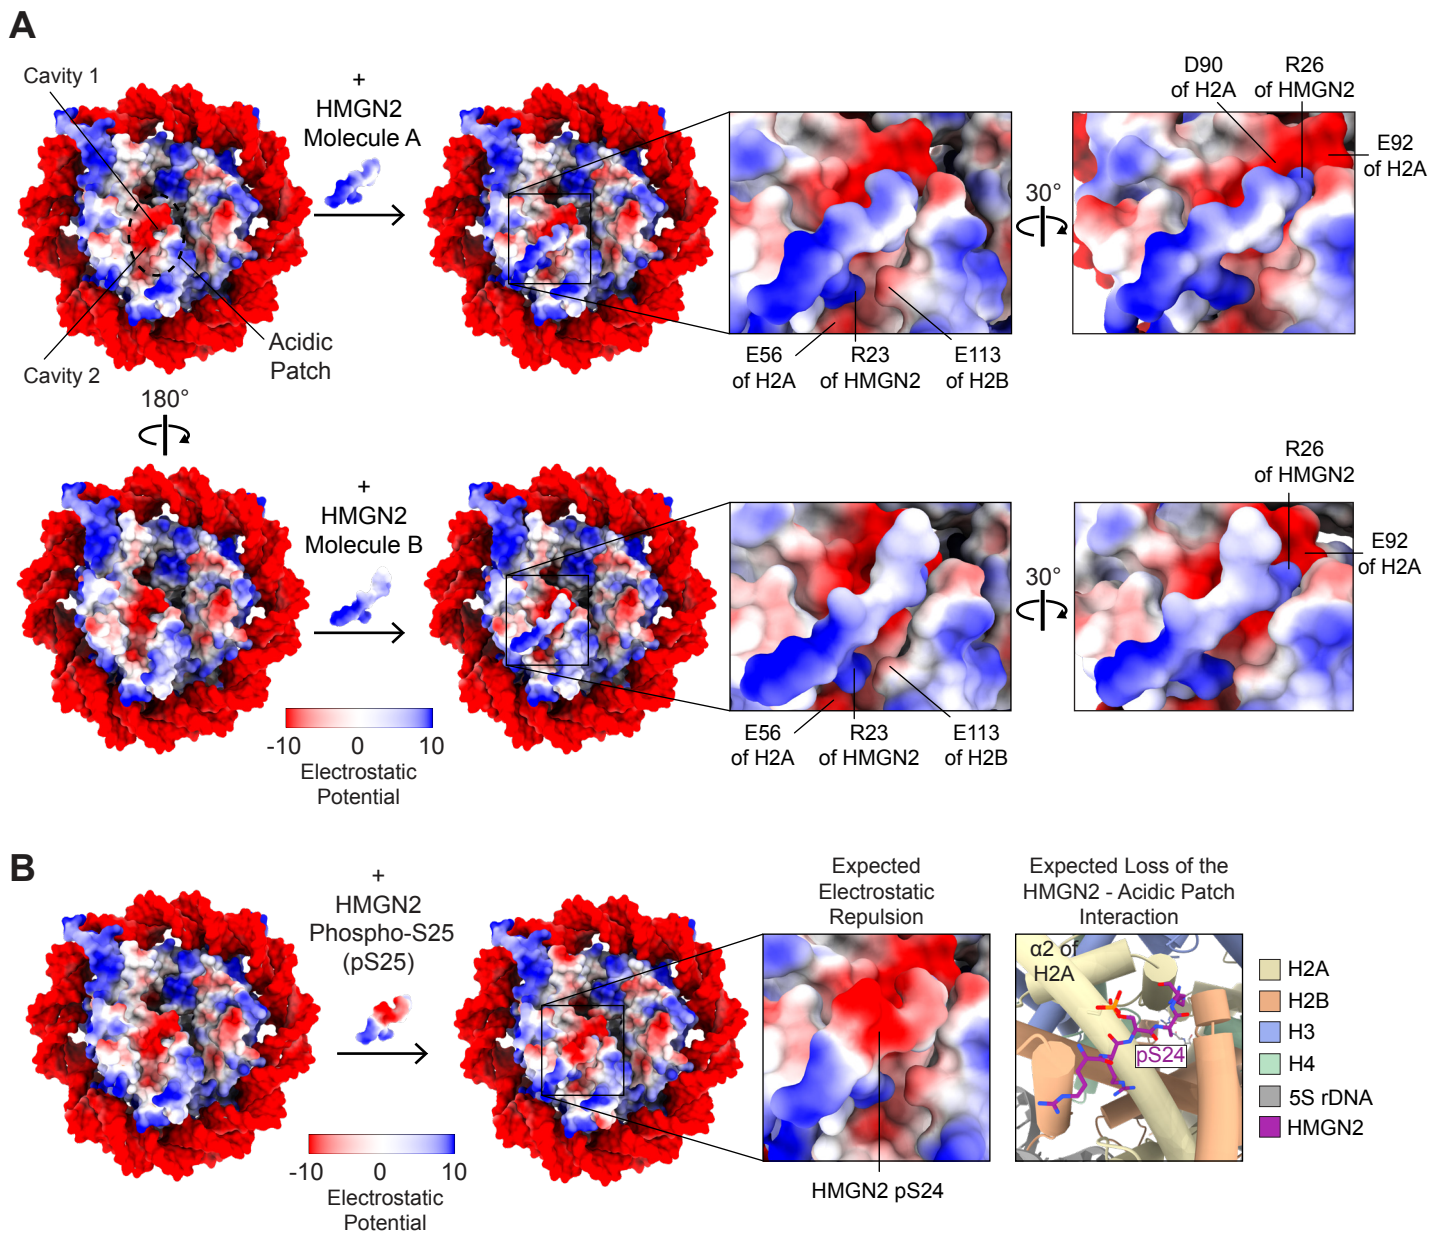 A
Cavity 1
+
HMGN2
Molecule A
D90
of H2A
R26
of HMGN2
E92
of H2A
30°
Cavity 2
Acidic
Patch
E56
of H2A
R23
of HMGN2
E113
of H2B
180°
+
HMGN2
Molecule B
R26
of HMGN2
E92
of H2A
30°
-10
0
10
Electrostatic
Potential
E56
of H2A
R23
of HMGN2
E113
of H2B
B
+
HMGN2
Phospho-S25
(pS25)
Expected
Electrostatic
Repulsion
Expected Loss of the
HMGN2 - Acidic Patch
Interaction
α2 of
H2A
pS24
H2A
H2B
H3
H4
5S rDNA
HMGN2
-10
0
10
Electrostatic
Potential
HMGN2 pS24